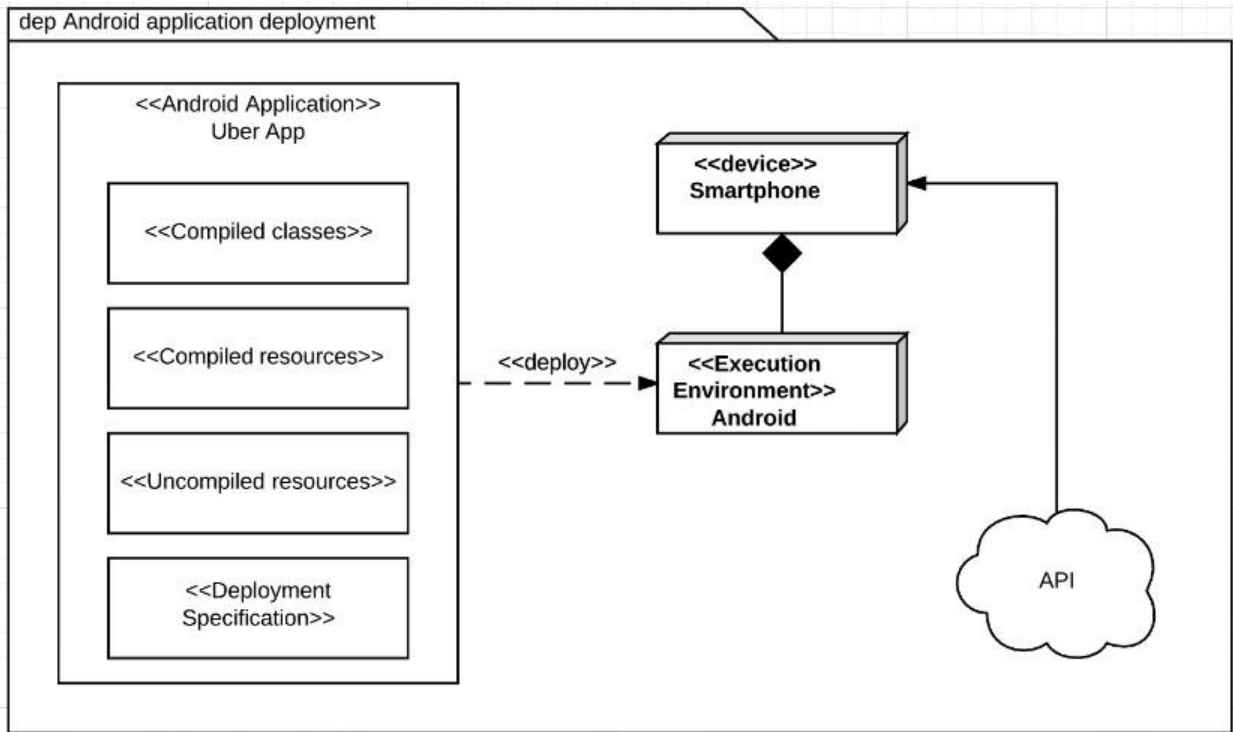 dep Android application deployment
<<Android Application>>
Uber App
<<Compiled classes>>
<<Compiled resources>>
<<Uncompiled resources>>
<<Deployment
Specification>>
<<deploy>>
<<device>>
Smartphone
<<Execution
Environment>>
Android
API